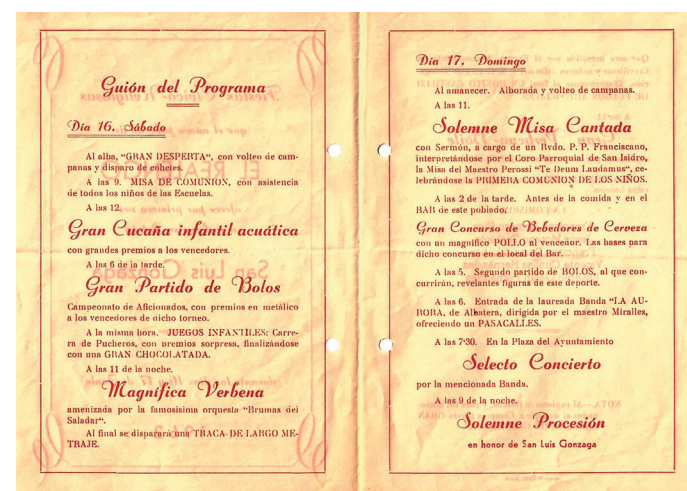 Guión del Programa
Día 16, Sábado
Al alba, "GRAN DESPERTA", con volteo de cam-
panas y disparo de cohetes.
A las 9. MISA DE COMUNION, con asistencia
de todos los niños de las Escuelas.
A las 12.
Gran Cucaña infantil acuática
con grandes premios a los vencedores.
A las 6 de la tarde.
Gran Partido de Bolos
Campeonato de Aficionados, con premios en metálico
a los vencedores de dicho torneo.
A la misma hora. JUEGOS INFANTILES: Carre-
ra de Pucheros, con premios sorpresa, finalizándose
con una GRAN CHOCOLATADA.
A las 11 de la noche.
Magnífica Verbena
amenizada por la famosísima orquesta "Brumas del
Saladar".
Al final se disparará una TRACA DE LARGO ME-
TRAJE.
Día 17, Domingo
Al amanecer. Alborada y volteo de campanas.
A las 11.
Solemne Misa Cantada
con Sermón, a cargo de un Rvdo. P. P. Franciscano,
interpretándose por el Coro Parroquial de San Isidro,
la Misa del Maestro Perossi "Te Deum Laudamus", ce-
lebrándose la PRIMERA COMUNION DE LOS NIÑOS.
A las 2 de la tarde. Antes de la comida y en el
BAR de este poblado.
Gran Concurso de Bebedores de Cerveza
con un magnífico POLLO al vencedor. Las bases para
dicho concurso en el local del Bar.
A las 5. Segundo partido de BOLOS, al que con-
currirán, revelantes figuras de este deporte.
A las 6. Entrada de la laureada Banda "LA AU-
RORA, de Albatera, dirigida por el maestro Miralles,
ofreciendo un PASACALLES.
A las 7'30. En la Plaza del Ayuntamiento
Selecto Concierto
por la mencionada Banda.
A las 9 de la noche.
Solemne Procesión
en honor de San Luis Gonzaga